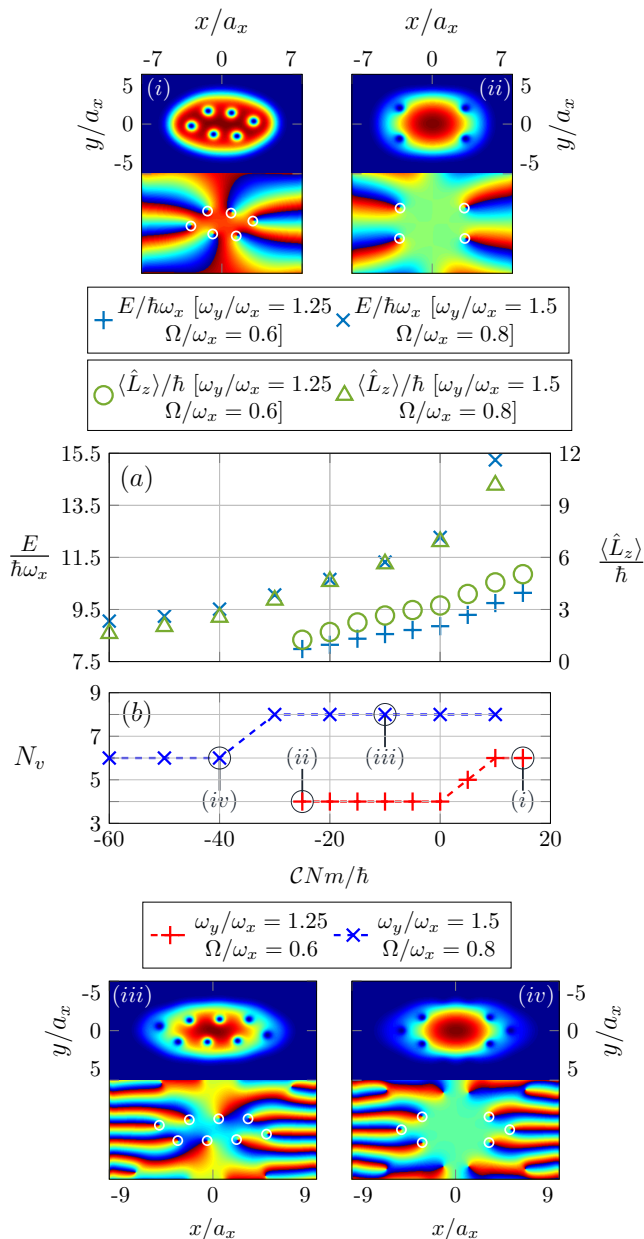 x/a_x
-7 0 7 -7 0 7
(i) (ii)
5 5
y/a_x 0 0 y/a_x
-5 -5
E/ħω_x [ω_y/ω_x = 1.25 E/ħω_x [ω_y/ω_x = 1.5
Ω/ω_x = 0.6] Ω/ω_x = 0.8]
⟨L̂_z⟩/ħ [ω_y/ω_x = 1.25 ⟨L̂_z⟩/ħ [ω_y/ω_x = 1.5
Ω/ω_x = 0.6] Ω/ω_x = 0.8]
(a)
15.5 12
13.5 9
E/ħω_x 11.5 6 ⟨L̂_z⟩/ħ
9.5 3
7.5 0
(b)
9
7
N_v
5
3
(ii) (iii)
(iv) (i)
-60 -40 -20 0 20
𝒞Nm/ħ
ω_y/ω_x = 1.25 ω_y/ω_x = 1.5
Ω/ω_x = 0.6 Ω/ω_x = 0.8
(iii) (iv)
-5 -5
y/a_x 0 0 y/a_x
5 5
-9 0 9 -9 0 9
x/a_x x/a_x